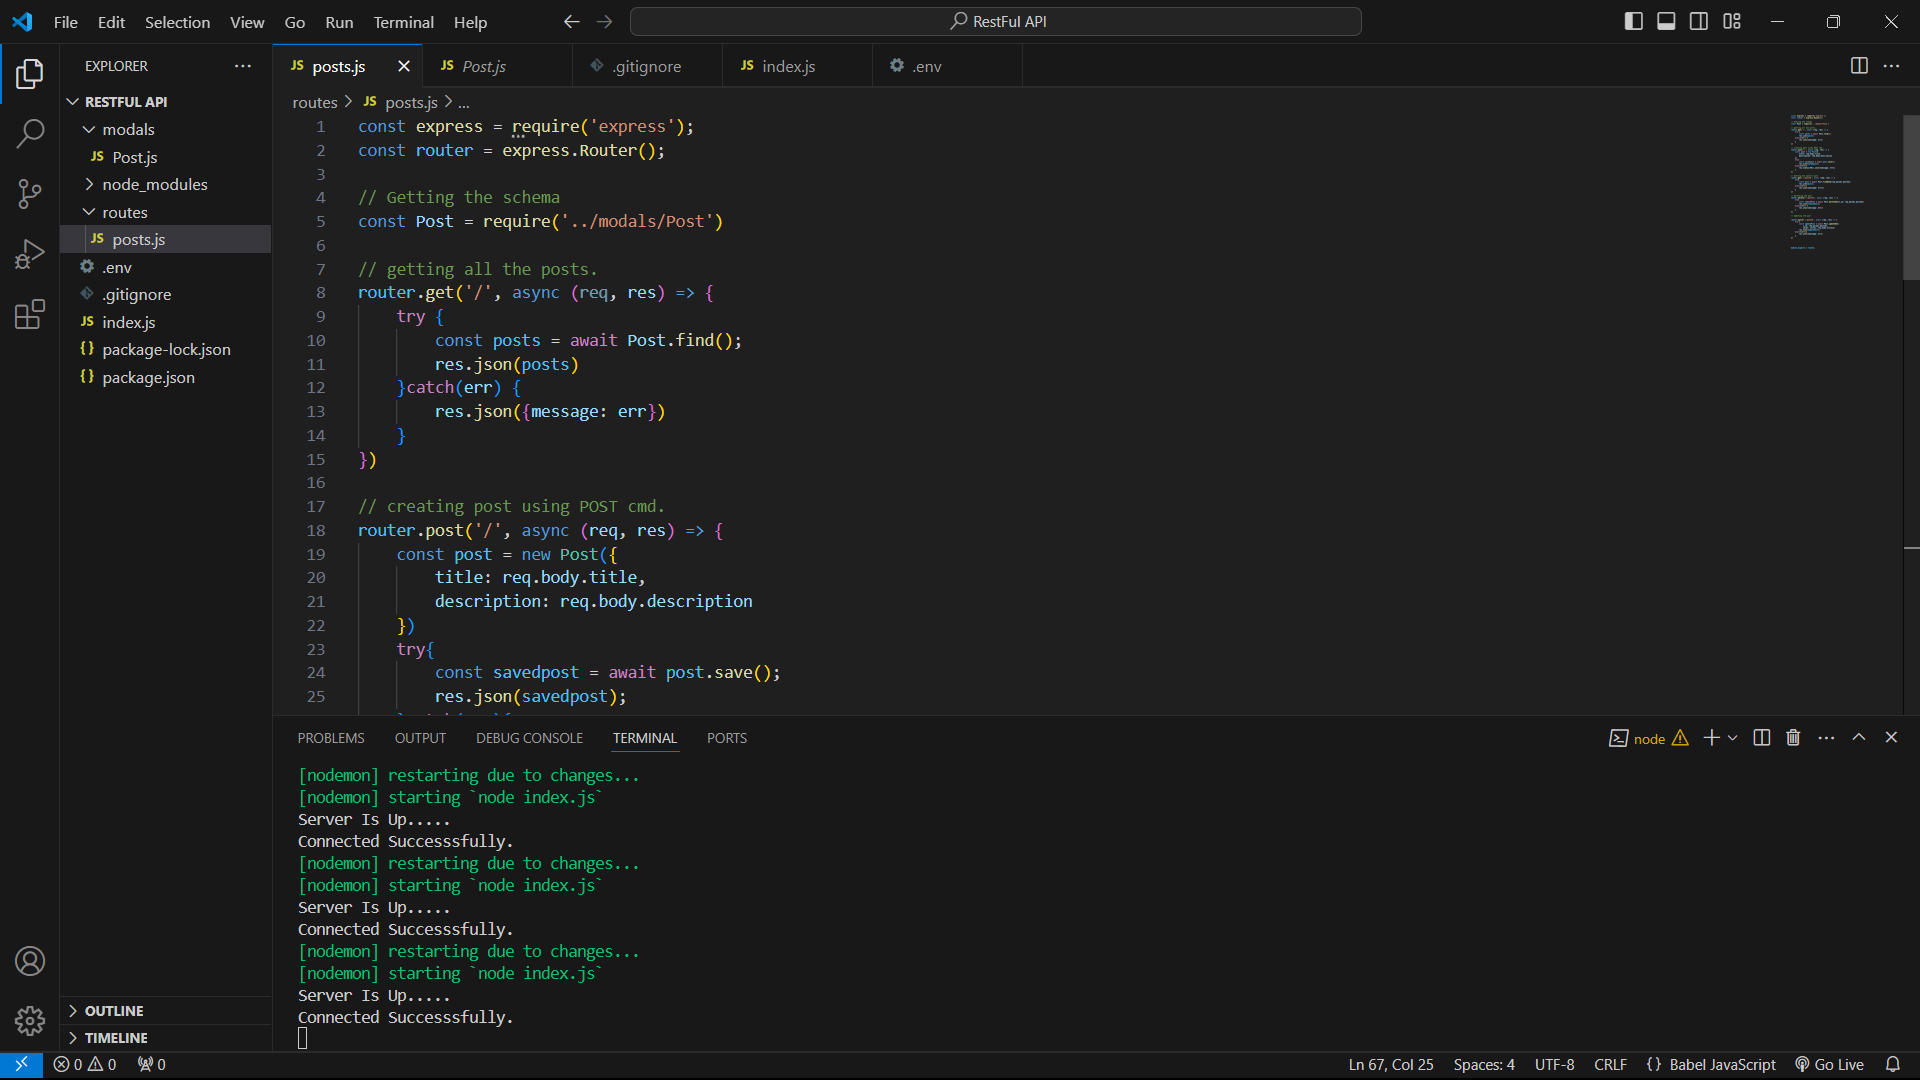 File Edit Selection View Go Run Terminal Help RestFul API
EXPLORER
RESTFUL API
modals
JS Post.js
node_modules
routes
JS posts.js
.env
.gitignore
JS index.js
{} package-lock.json
{} package.json
OUTLINE
TIMELINE
JS posts.js JS Post.js .gitignore JS index.js .env
routes > JS posts.js > ...
1 const express = require('express');
2 const router = express.Router();
3
4 // Getting the schema
5 const Post = require('../modals/Post')
6
7 // getting all the posts.
8 router.get('/', async (req, res) => {
9 try {
10 const posts = await Post.find();
11 res.json(posts)
12 }catch(err) {
13 res.json({message: err})
14 }
15 })
16
17 // creating post using POST cmd.
18 router.post('/', async (req, res) => {
19 const post = new Post({
20 title: req.body.title,
21 description: req.body.description
22 })
23 try{
24 const savedpost = await post.save();
25 res.json(savedpost);
PROBLEMS OUTPUT DEBUG CONSOLE TERMINAL PORTS node
[nodemon] restarting due to changes...
[nodemon] starting `node index.js`
Server Is Up.....
Connected Successsfully.
[nodemon] restarting due to changes...
[nodemon] starting `node index.js`
Server Is Up.....
Connected Successsfully.
[nodemon] restarting due to changes...
[nodemon] starting `node index.js`
Server Is Up.....
Connected Successsfully.
0 0 0 Ln 67, Col 25 Spaces: 4 UTF-8 CRLF {} Babel JavaScript Go Live